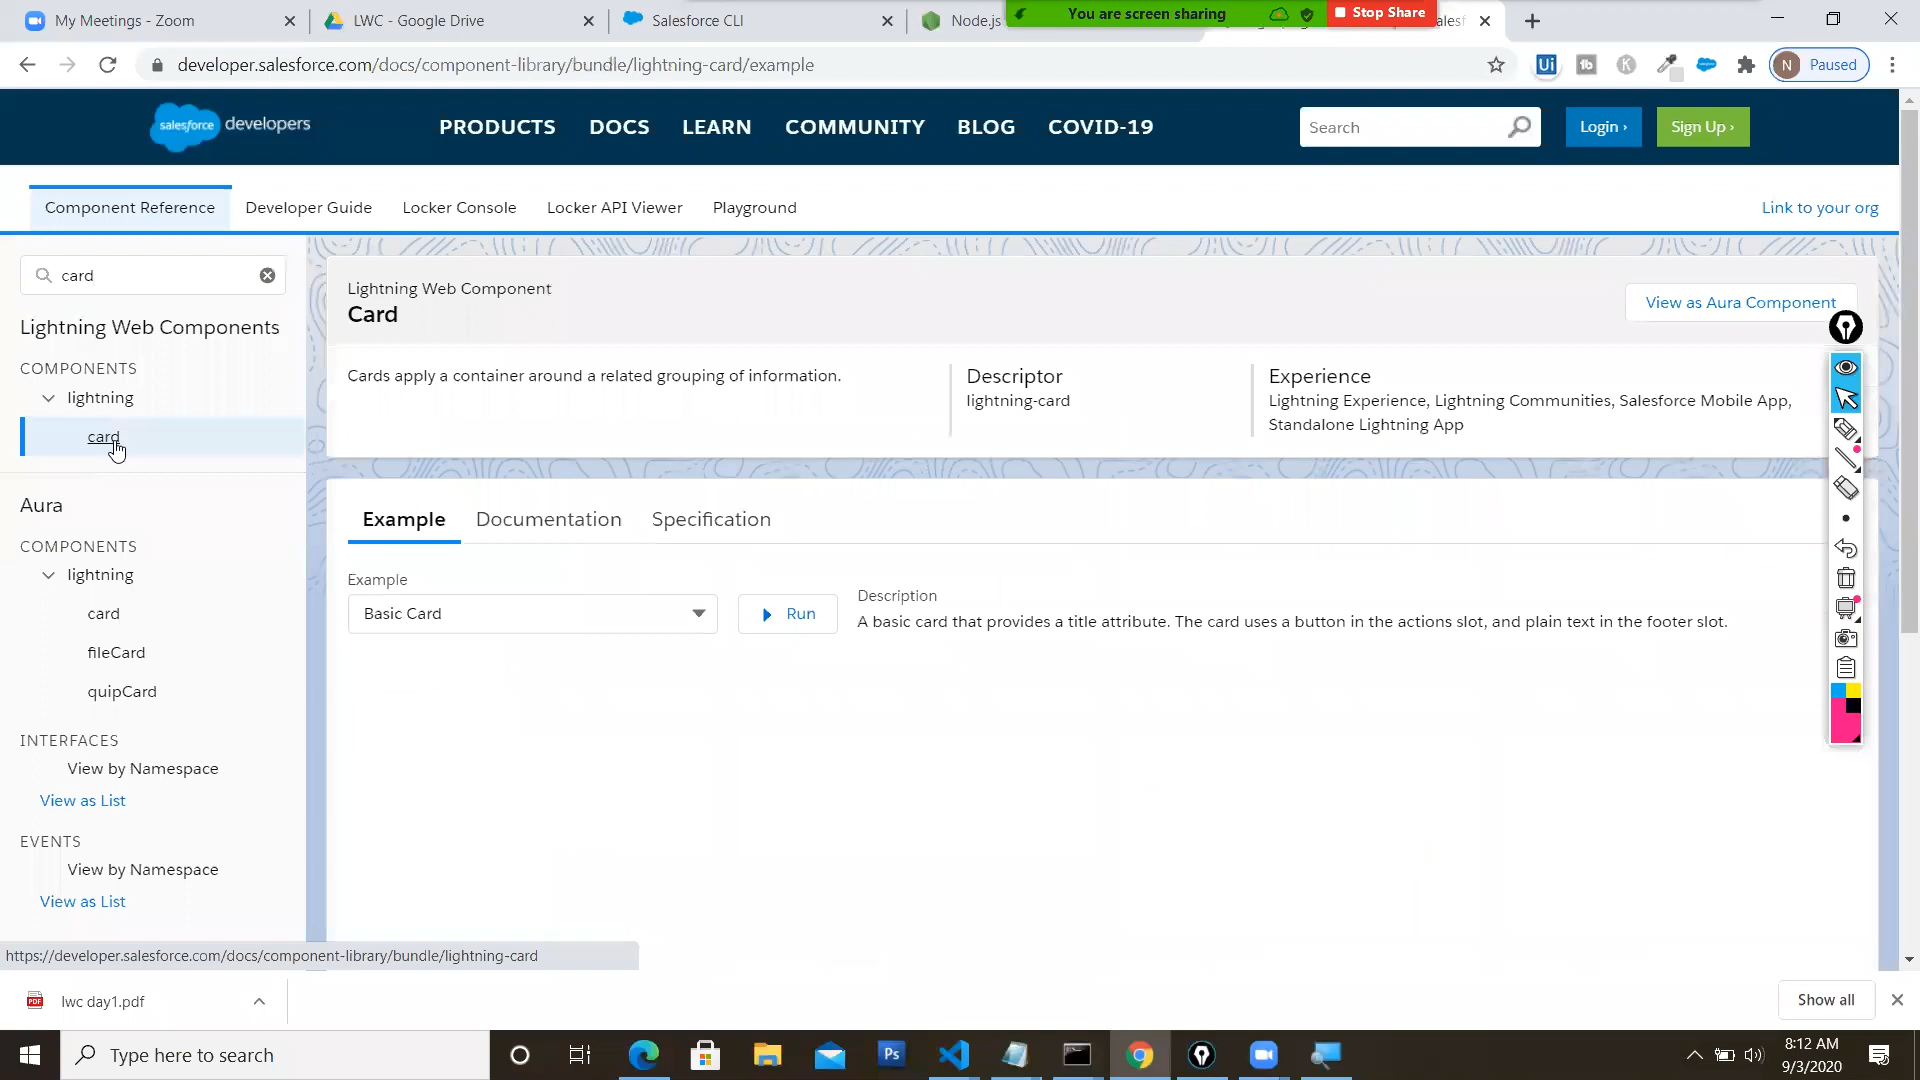 My Meetings - Zoom
LWC - Google Drive
Salesforce CLI
Node.js
You are screen sharing
Stop Share
developer.salesforce.com/docs/component-library/bundle/lightning-card/example
Ui
N Paused
salesforce developers
PRODUCTS DOCS LEARN COMMUNITY BLOG COVID-19
Search
Login ›
Sign Up ›
Component Reference Developer Guide Locker Console Locker API Viewer Playground
Link to your org
card
Lightning Web Components
COMPONENTS
lightning
card
Aura
COMPONENTS
lightning
card
fileCard
quipCard
INTERFACES
View by Namespace
View as List
EVENTS
View by Namespace
View as List
Lightning Web Component
Card
View as Aura Component
Cards apply a container around a related grouping of information.
Descriptor
lightning-card
Experience
Lightning Experience, Lightning Communities, Salesforce Mobile App,
Standalone Lightning App
Example Documentation Specification
Example
Basic Card
Run
Description
A basic card that provides a title attribute. The card uses a button in the actions slot, and plain text in the footer slot.
https://developer.salesforce.com/docs/component-library/bundle/lightning-card
PDF
lwc day1.pdf
Show all
Type here to search
Ps
8:12 AM
9/3/2020